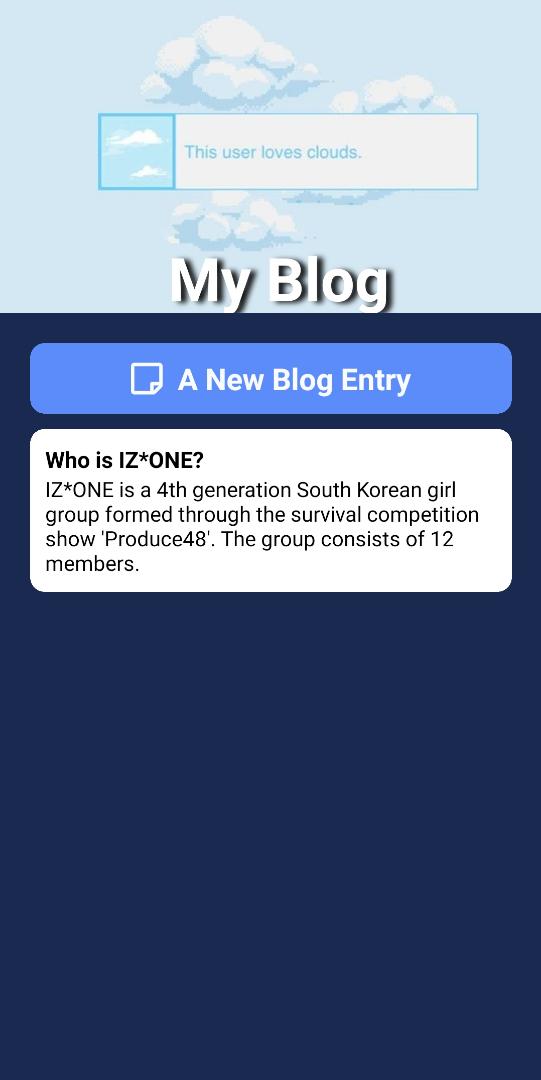 This user loves clouds.
My Blog
A New Blog Entry
Who is IZ*ONE?
IZ*ONE is a 4th generation South Korean girl
group formed through the survival competition
show 'Produce48'. The group consists of 12
members.